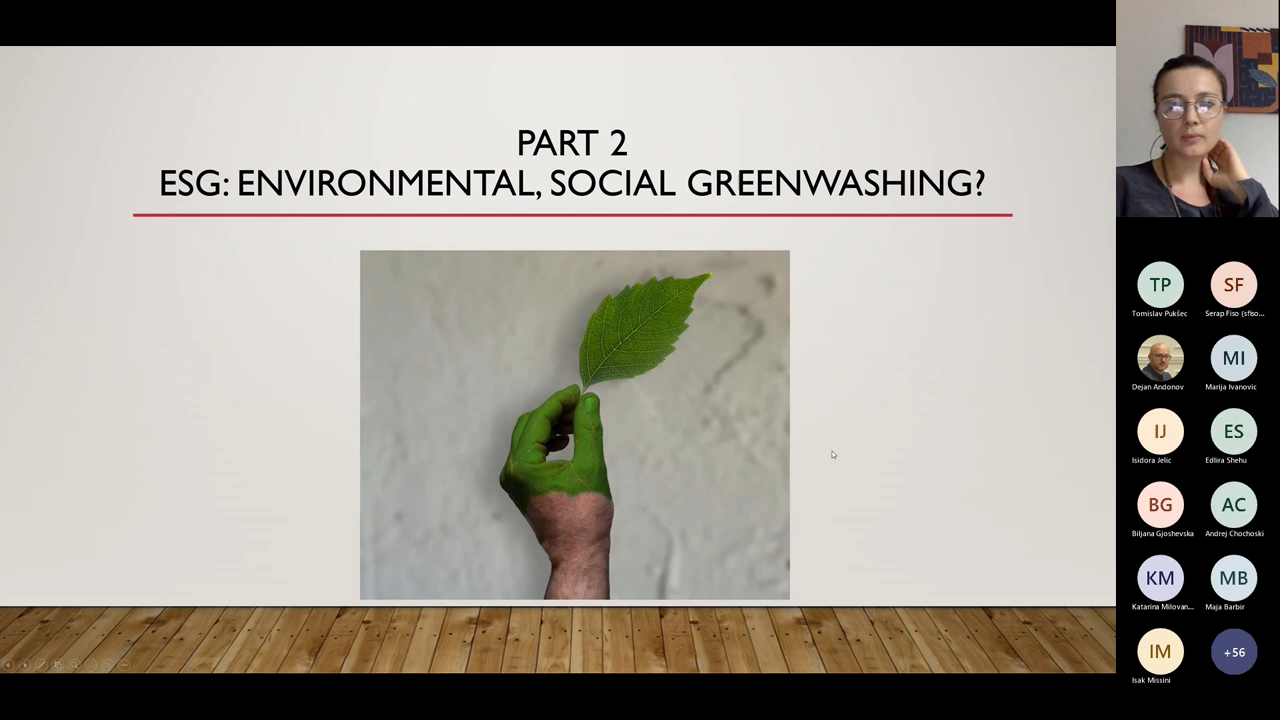 PART 2
ESG: ENVIRONMENTAL, SOCIAL GREENWASHING?
TP
SF
Tomislav Pukšec
Serap Fiso (sfiso...
MI
Dejan Andonov
Marija Ivanovic
IJ
ES
Isidora Jelic
Edlira Shehu
BG
AC
Biljana Gjoshevska
Andrej Chochoski
KM
MB
Katarina Milovan...
Maja Barbir
IM
+56
Isak Missini